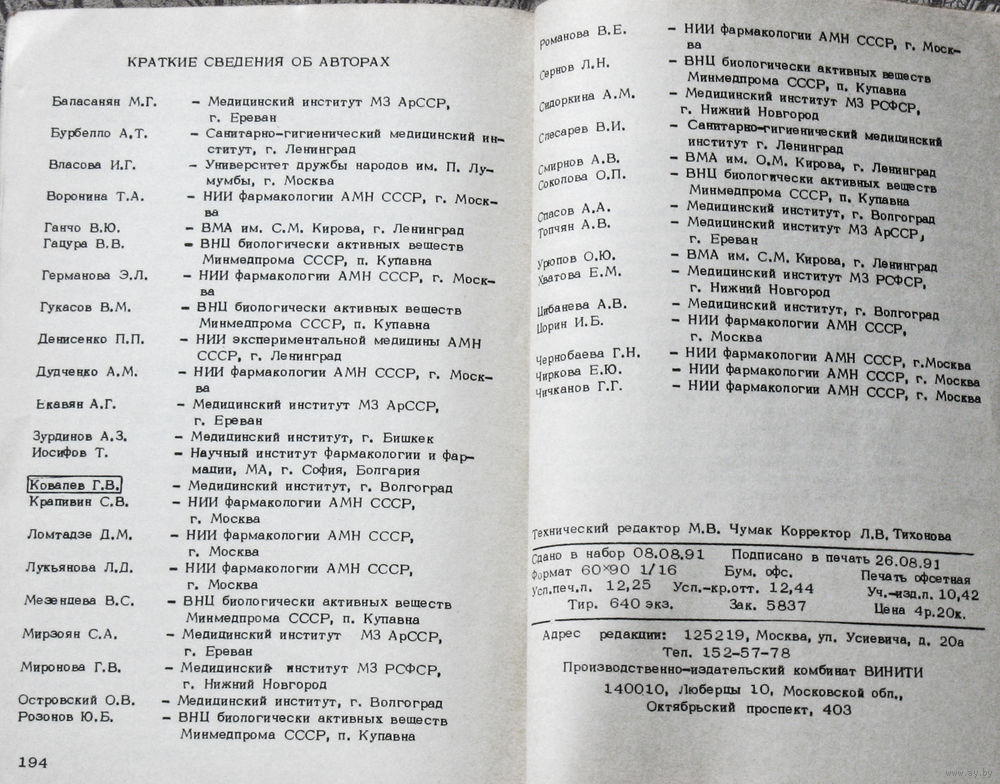 КРАТКИЕ СВЕДЕНИЯ ОБ АВТОРАХ
Баласанян М.Г. – Медицинский институт МЗ АрССР,
г. Ереван
Бурбелло А.Т. – Санитарно-гигиенический медицинский ин-
ститут, г. Ленинград
Власова И.Г. – Университет дружбы народов им. П. Лу-
мумбы, г. Москва
Воронина Т.А. – НИИ фармакологии АМН СССР, г. Моск-
ва
Ганчо В.Ю. – ВМА им. С.М. Кирова, г. Ленинград
Гацура В.В. – ВНЦ биологически активных веществ
Минмедпрома СССР, п. Купавна
Германова Э.Л. – НИИ фармакологии АМН СССР, г. Моск-
ва
Гукасов В.М. – ВНЦ биологически активных веществ
Минмедпрома СССР, п. Купавна
Денисенко П.П. – НИИ экспериментальной медицины АМН
СССР, г. Ленинград
Дудченко А.М. – НИИ фармакологии АМН СССР, г. Моск-
ва
Екавян А.Г. – Медицинский институт МЗ АрССР,
г. Ереван
Зурдинов А.З. – Медицинский институт, г. Бишкек
Иосифов Т. – Научный институт фармакологии и фар-
мации, МА, г. София, Болгария
Ковалев Г.В. – Медицинский институт, г. Волгоград
Крапивин С.В. – НИИ фармакологии АМН СССР,
г. Москва
Ломтадзе Д.М. – НИИ фармакологии АМН СССР,
г. Москва
Лукьянова Л.Д. – НИИ фармакологии АМН СССР,
г. Москва
Мезенцева В.С. – ВНЦ биологически активных веществ
Минмедпрома СССР, п. Купавна
Мирзоян С.А. – Медицинский институт МЗ АрССР,
г. Ереван
Миронова Г.В. – Медицинский институт МЗ РСФСР,
г. Нижний Новгород
Островский О.В. – Медицинский институт, г. Волгоград
Розонов Ю.Б. – ВНЦ биологически активных веществ
Минмедпрома СССР, п. Купавна
194
Романова В.Е. – НИИ фармакологии АМН СССР, г. Моск-
ва
Сернов Л.Н. – ВНЦ биологически активных веществ
Минмедпрома СССР, п. Купавна
Сидоркина А.М. – Медицинский институт МЗ РСФСР,
г. Нижний Новгород
Слесарев В.И. – Санитарно-гигиенический медицинский
институт г. Ленинград
Смирнов А.В. – ВМА им. О.М. Кирова, г. Ленинград
Соколова О.П. – ВНЦ биологически активных веществ
Минмедпрома СССР, п. Купавна
Спасов А.А. – Медицинский институт, г. Волгоград
Топчян А.В. – Медицинский институт МЗ АрССР,
г. Ереван
Урюпов О.Ю. – ВМА им. С.М. Кирова, г. Ленинград
Хватова Е.М. – Медицинский институт МЗ РСФСР,
г. Нижний Новгород
Цибанева А.В. – Медицинский институт, г. Волгоград
Цорин И.Б. – НИИ фармакологии АМН СССР,
г. Москва
Чернобаева Г.Н. – НИИ фармакологии АМН СССР, г.Москва
Чиркова Е.Ю. – НИИ фармакологии АМН СССР, г. Москва
Чичканов Г.Г. – НИИ фармакологии АМН СССР, г. Москва
Технический редактор М.В. Чумак Корректор Л.В. Тихонова
Сдано в набор 08.08.91 Подписано в печать 26.08.91
Формат 60×90 1/16 Бум. офс. Печать офсетная
Усл.печ.л. 12,25 Усл.-кр.отт. 12,44 Уч.-изд.л. 10,42
Тир. 640 экз. Зак. 5837 Цена 4р.20к.
Адрес редакции: 125219, Москва, ул. Усиевича, д. 20а
Тел. 152-57-78
Производственно-издательский комбинат ВИНИТИ
140010, Люберцы 10, Московской обл.,
Октябрьский проспект, 403
www.ay.by